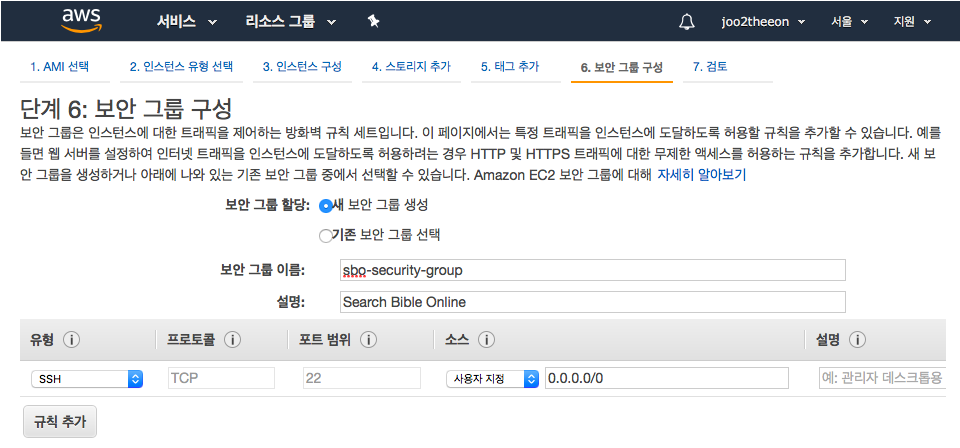 aws 서비스 리소스 그룹 joo2theeon 서울 지원
1. AMI 선택 2. 인스턴스 유형 선택 3. 인스턴스 구성 4. 스토리지 추가 5. 태그 추가 6. 보안 그룹 구성 7. 검토
단계 6: 보안 그룹 구성
보안 그룹은 인스턴스에 대한 트래픽을 제어하는 방화벽 규칙 세트입니다. 이 페이지에서는 특정 트래픽을 인스턴스에 도달하도록 허용할 규칙을 추가할 수 있습니다. 예를
들면 웹 서버를 설정하여 인터넷 트래픽을 인스턴스에 도달하도록 허용하려는 경우 HTTP 및 HTTPS 트래픽에 대한 무제한 액세스를 허용하는 규칙을 추가합니다. 새 보
안 그룹을 생성하거나 아래에 나와 있는 기존 보안 그룹 중에서 선택할 수 있습니다. Amazon EC2 보안 그룹에 대해 자세히 알아보기
보안 그룹 할당: 새 보안 그룹 생성
기존 보안 그룹 선택
보안 그룹 이름: sbo-security-group
설명: Search Bible Online
유형 i 프로토콜 i 포트 범위 i 소스 i 설명 i
SSH TCP 22 사용자 지정 0.0.0.0/0 예: 관리자 데스크톱용
규칙 추가